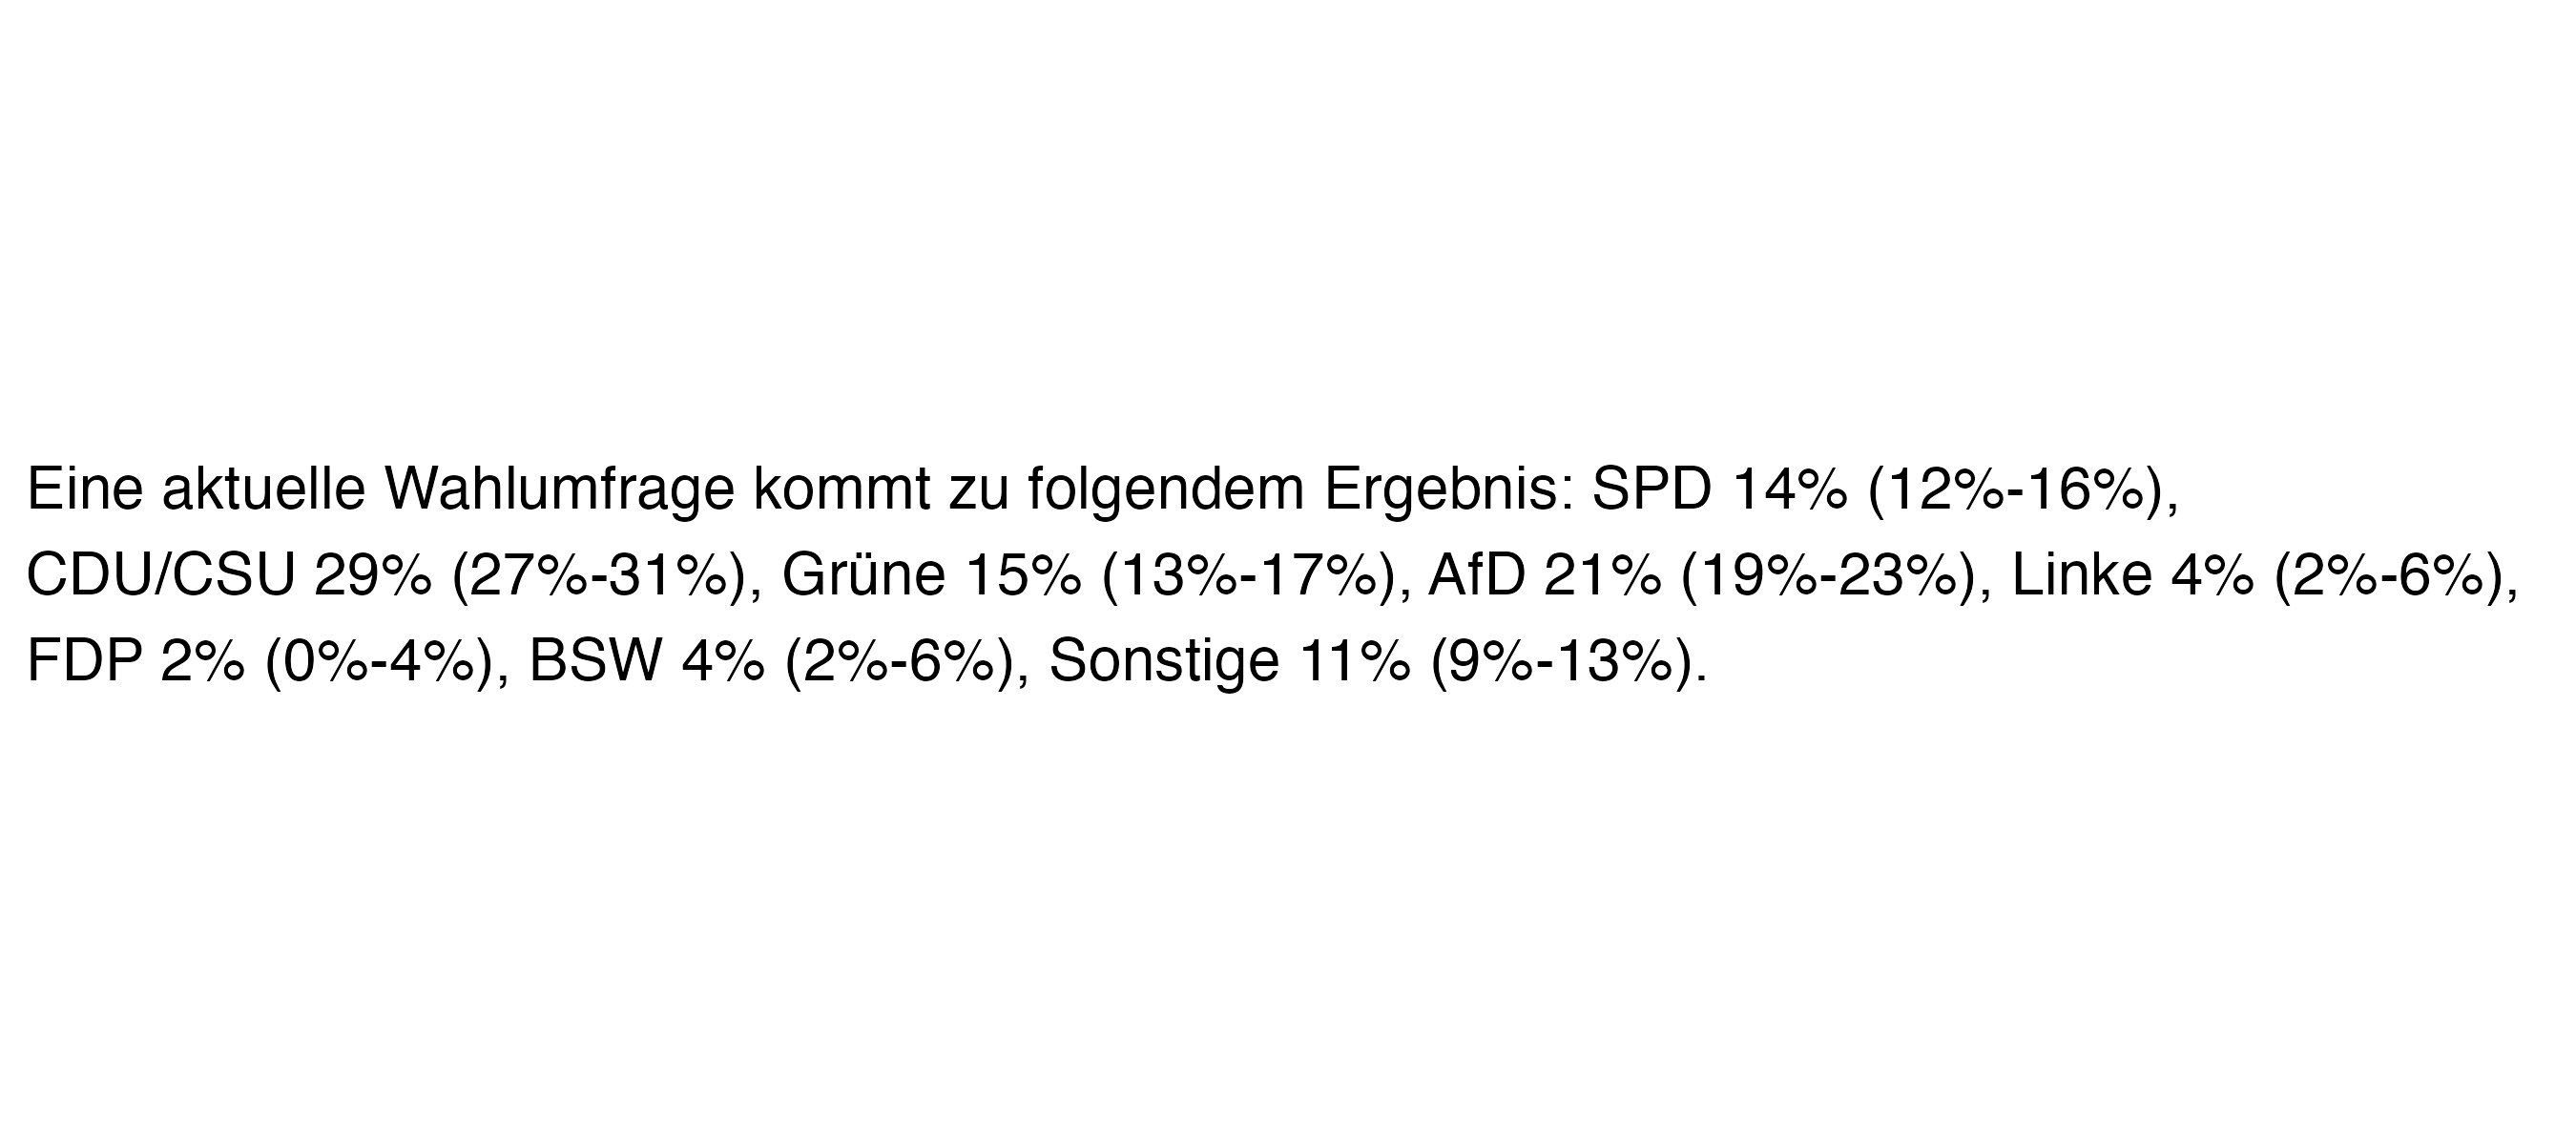 Eine aktuelle Wahlumfrage kommt zu folgendem Ergebnis: SPD 14% (12%-16%),
CDU/CSU 29% (27%-31%), Grüne 15% (13%-17%), AfD 21% (19%-23%), Linke 4% (2%-6%),
FDP 2% (0%-4%), BSW 4% (2%-6%), Sonstige 11% (9%-13%).